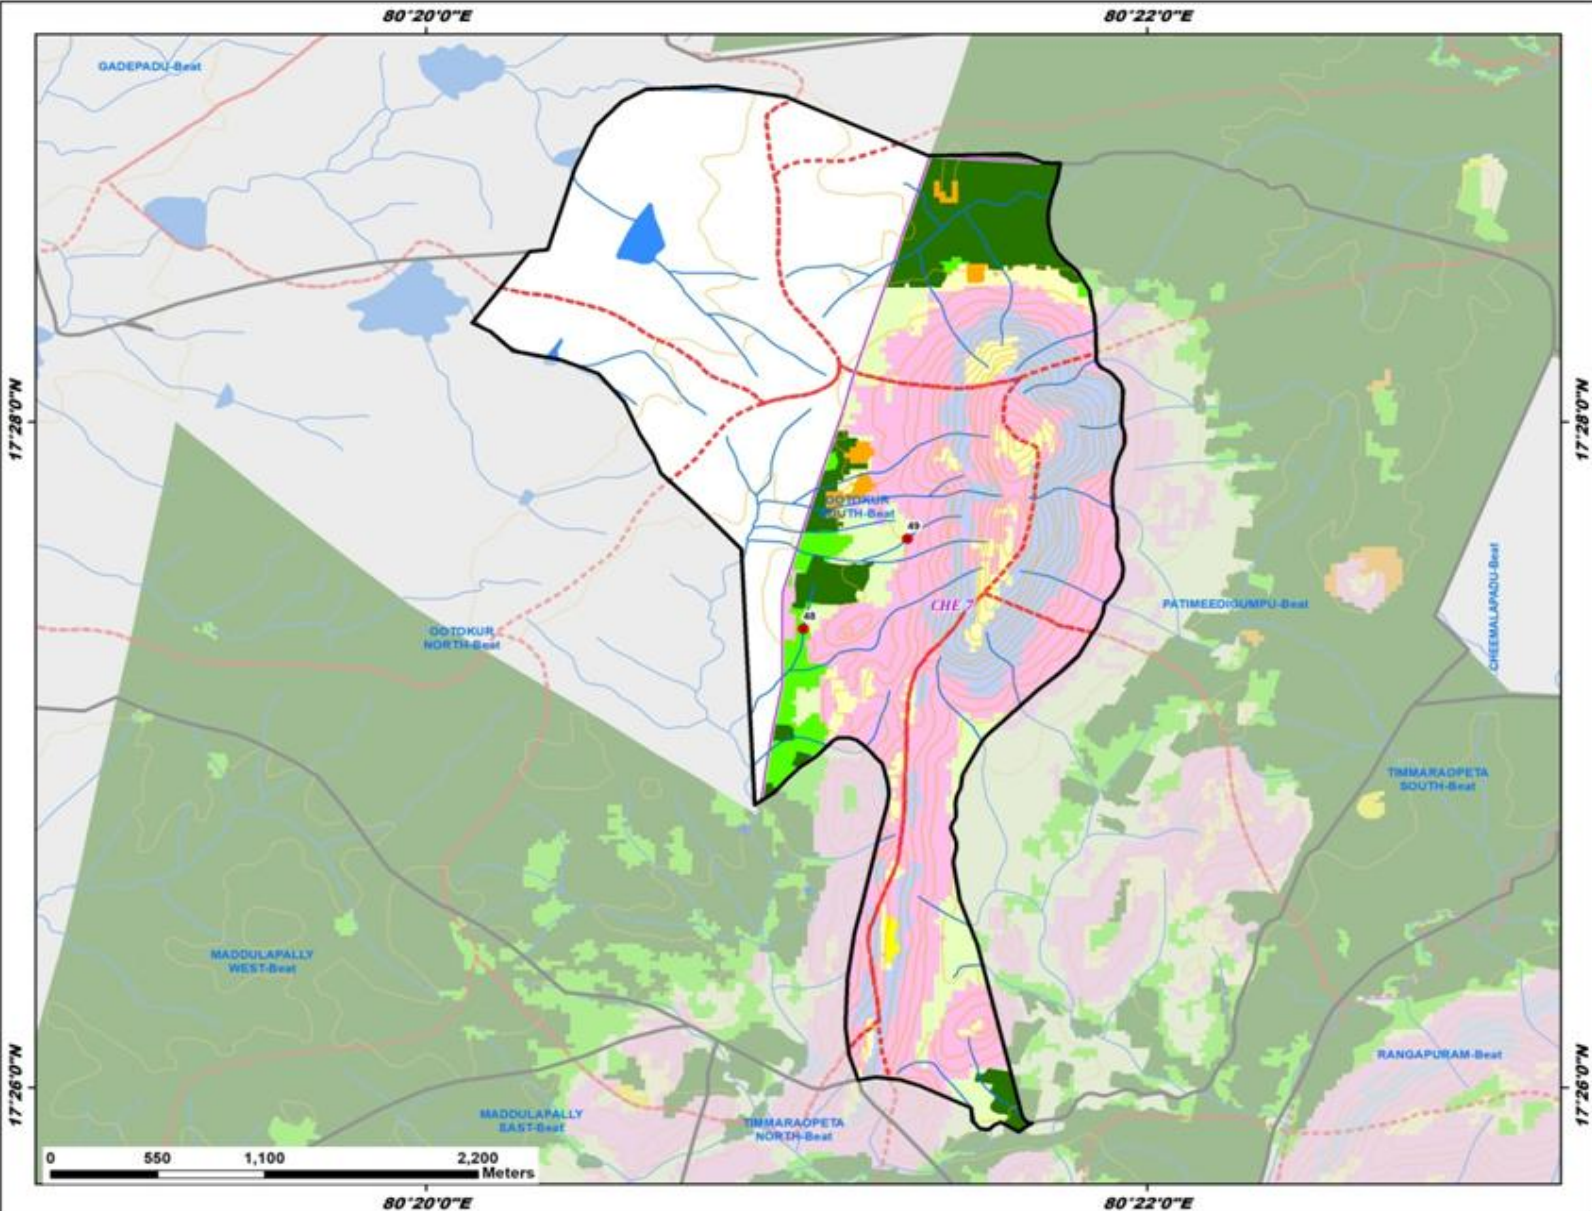 80°20'0"E
80°22'0"E
GADEPADU-Beat
17°28'0"N
17°28'0"N
OOTOKUR
SOUTH-Beat
49
CHE 7
48
PATIMEEDIGUMPU-Beat
CHEEMALAPADU-Beat
OOTOKUR
NORTH-Beat
TIMMARAOPETA
SOUTH-Beat
MADDULAPALLY
WEST-Beat
RANGAPURAM-Beat
17°26'0"N
17°26'0"N
MADDULAPALLY
EAST-Beat
TIMMARAOPETA
NORTH-Beat
0 550 1,100 2,200
Meters
80°20'0"E
80°22'0"E